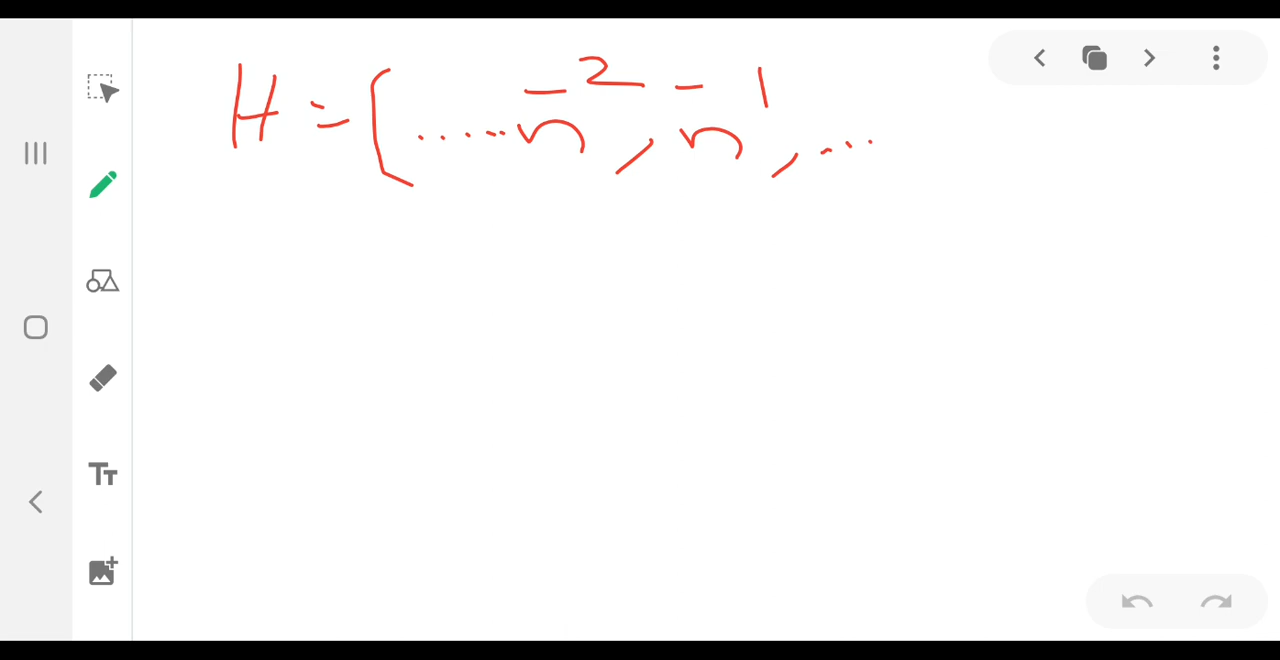 H = { ..... n⁻², n⁻¹, ...